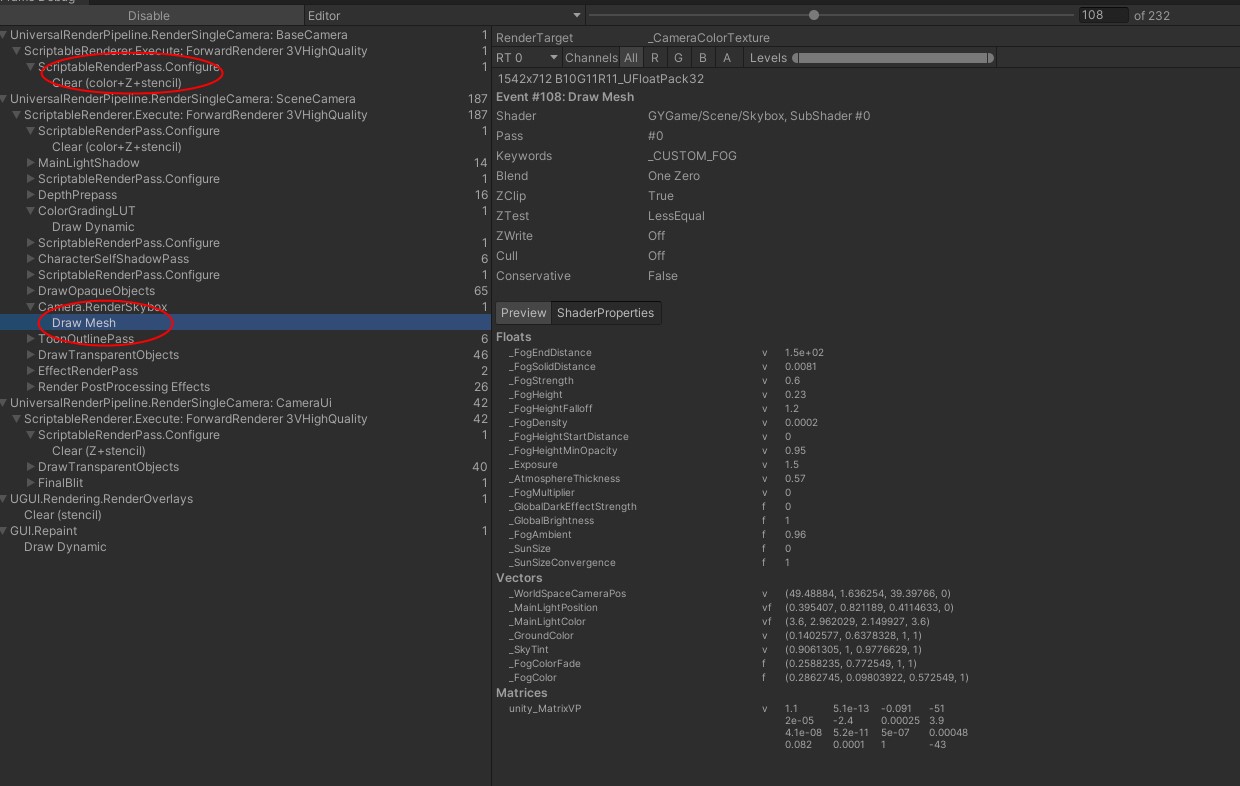 Frame Debug
Disable Editor 108 of 232
UniversalRenderPipeline.RenderSingleCamera: BaseCamera 1
ScriptableRenderer.Execute: ForwardRenderer 3VHighQuality 1
ScriptableRenderPass.Configure 1
Clear (color+Z+stencil)
UniversalRenderPipeline.RenderSingleCamera: SceneCamera 187
ScriptableRenderer.Execute: ForwardRenderer 3VHighQuality 187
ScriptableRenderPass.Configure 1
Clear (color+Z+stencil)
MainLightShadow 14
ScriptableRenderPass.Configure 1
DepthPrepass 16
ColorGradingLUT 1
Draw Dynamic
ScriptableRenderPass.Configure 1
CharacterSelfShadowPass 6
ScriptableRenderPass.Configure 1
DrawOpaqueObjects 65
Camera.RenderSkybox 1
Draw Mesh
ToonOutlinePass 6
DrawTransparentObjects 46
EffectRenderPass 2
Render PostProcessing Effects 26
UniversalRenderPipeline.RenderSingleCamera: CameraUi 42
ScriptableRenderer.Execute: ForwardRenderer 3VHighQuality 42
ScriptableRenderPass.Configure 1
Clear (Z+stencil)
DrawTransparentObjects 40
FinalBlit 1
UGUI.Rendering.RenderOverlays 1
Clear (stencil)
GUI.Repaint 1
Draw Dynamic
RenderTarget _CameraColorTexture
RT 0 Channels All R G B A Levels
1542x712 B10G11R11_UFloatPack32
Event #108: Draw Mesh
Shader GYGame/Scene/Skybox, SubShader #0
Pass #0
Keywords _CUSTOM_FOG
Blend One Zero
ZClip True
ZTest LessEqual
ZWrite Off
Cull Off
Conservative False
Preview ShaderProperties
Floats
_FogEndDistance v 1.5e+02
_FogSolidDistance v 0.0081
_FogStrength v 0.6
_FogHeight v 0.23
_FogHeightFalloff v 1.2
_FogDensity v 0.0002
_FogHeightStartDistance v 0
_FogHeightMinOpacity v 0.95
_Exposure v 1.5
_AtmosphereThickness v 0.57
_FogMultiplier v 0
_GlobalDarkEffectStrength f 0
_GlobalBrightness f 1
_FogAmbient f 0.96
_SunSize f 0
_SunSizeConvergence f 1
Vectors
_WorldSpaceCameraPos v (49.48884, 1.636254, 39.39766, 0)
_MainLightPosition vf (0.395407, 0.821189, 0.4114633, 0)
_MainLightColor vf (3.6, 2.962029, 2.149927, 3.6)
_GroundColor v (0.1402577, 0.6378328, 1, 1)
_SkyTint v (0.9061305, 1, 0.9776629, 1)
_FogColorFade f (0.2588235, 0.772549, 1, 1)
_FogColor f (0.2862745, 0.09803922, 0.572549, 1)
Matrices
unity_MatrixVP v 1.1 5.1e-13 -0.091 -51
2e-05 -2.4 0.00025 3.9
4.1e-08 5.2e-11 5e-07 0.00048
0.082 0.0001 1 -43